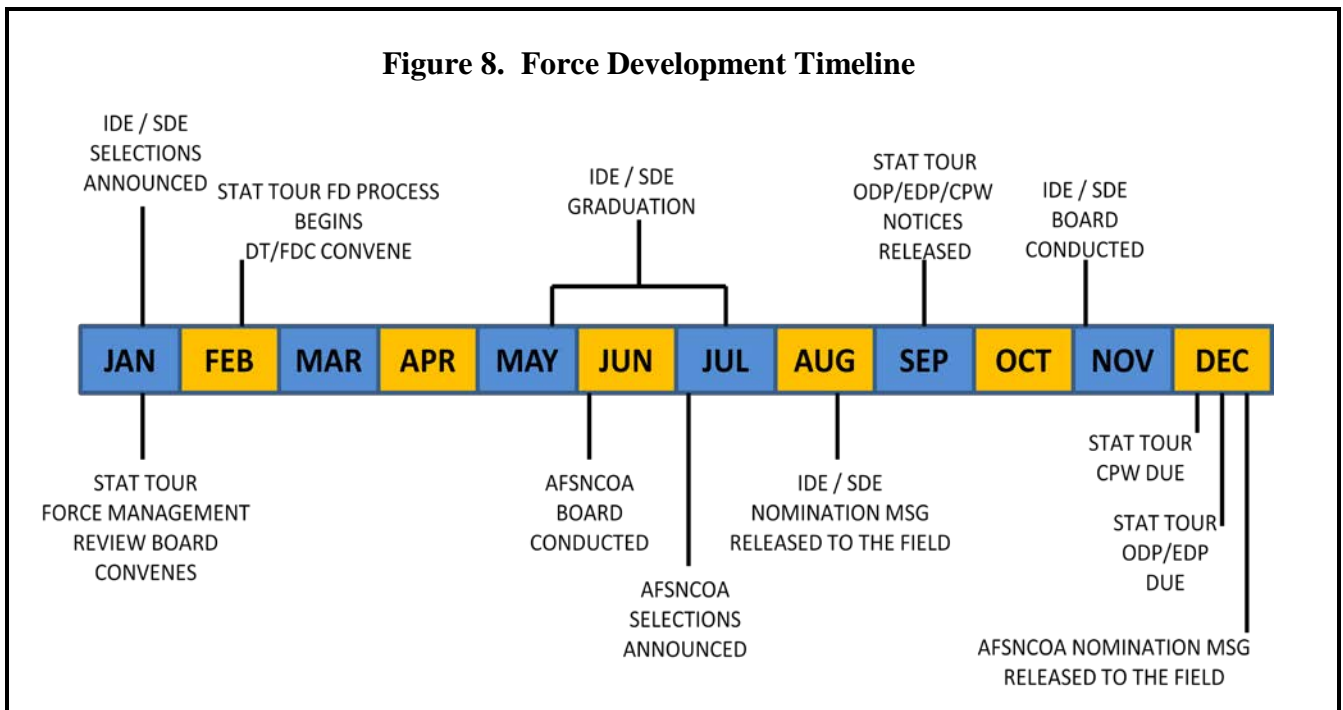 Figure 8. Force Development Timeline
IDE / SDE
SELECTIONS
ANNOUNCED
STAT TOUR FD PROCESS
BEGINS
DT/FDC CONVENE
IDE / SDE
GRADUATION
STAT TOUR
ODP/EDP/CPW
NOTICES
RELEASED
IDE / SDE
BOARD
CONDUCTED
JAN FEB MAR APR MAY JUN JUL AUG SEP OCT NOV DEC
STAT TOUR
FORCE MANAGEMENT
REVIEW BOARD
CONVENES
AFSNCOA
BOARD
CONDUCTED
AFSNCOA
SELECTIONS
ANNOUNCED
IDE / SDE
NOMINATION MSG
RELEASED TO THE FIELD
STAT TOUR
CPW DUE
STAT TOUR
ODP/EDP
DUE
AFSNCOA NOMINATION MSG
RELEASED TO THE FIELD